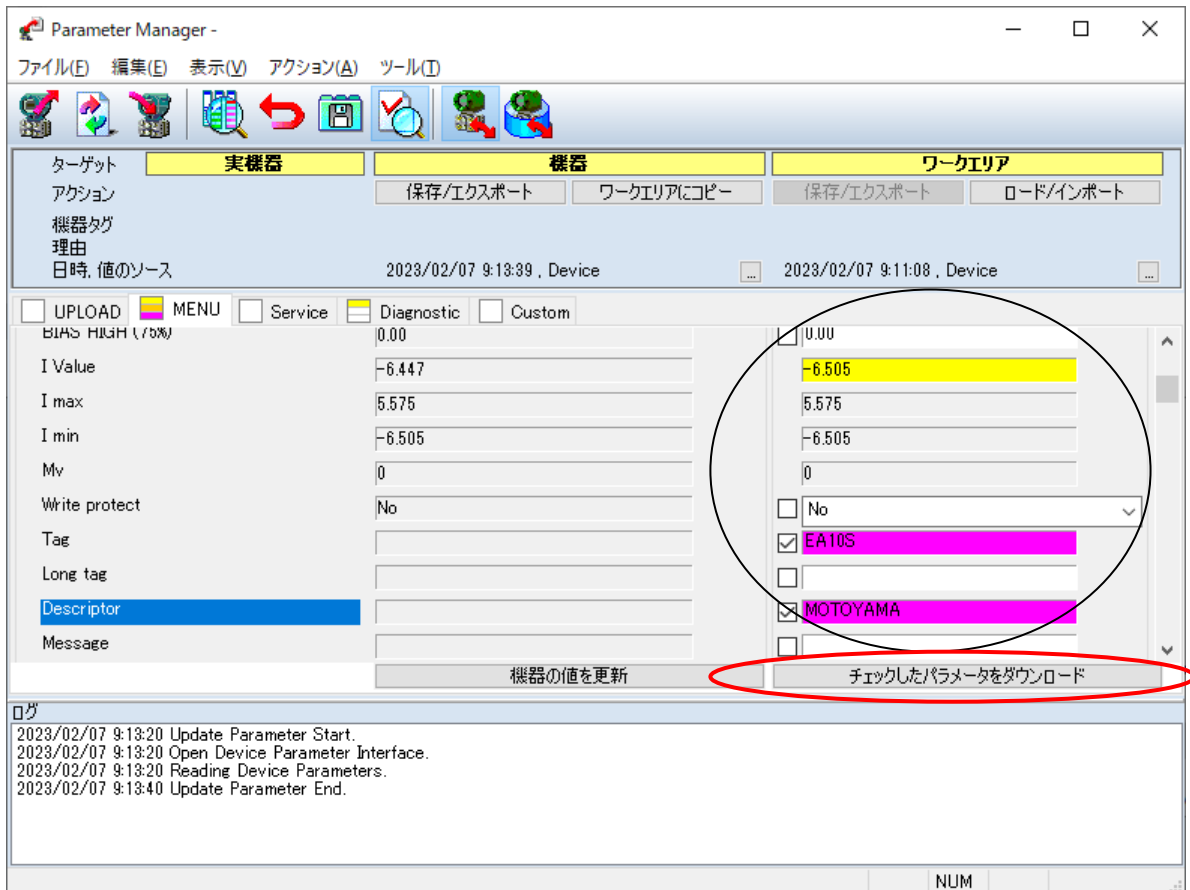 Parameter Manager -
ファイル(F) 編集(E) 表示(V) アクション(A) ツール(T)
ターゲット 実機器 機器 ワークエリア
アクション 保存/エクスポート ワークエリアにコピー 保存/エクスポート ロード/インポート
機器タグ
理由
日時, 値のソース 2023/02/07 9:13:39 , Device ... 2023/02/07 9:11:08 , Device ...
UPLOAD MENU Service Diagnostic Custom
BIAS HIGH (75%) 0.00 0.00
I Value -6.447 -6.505
I max 5.575 5.575
I min -6.505 -6.505
Mv 0 0
Write protect No No
Tag EA10S
Long tag
Descriptor MOTOYAMA
Message
機器の値を更新 チェックしたパラメータをダウンロード
ログ
2023/02/07 9:13:20 Update Parameter Start.
2023/02/07 9:13:20 Open Device Parameter Interface.
2023/02/07 9:13:20 Reading Device Parameters.
2023/02/07 9:13:40 Update Parameter End.
NUM